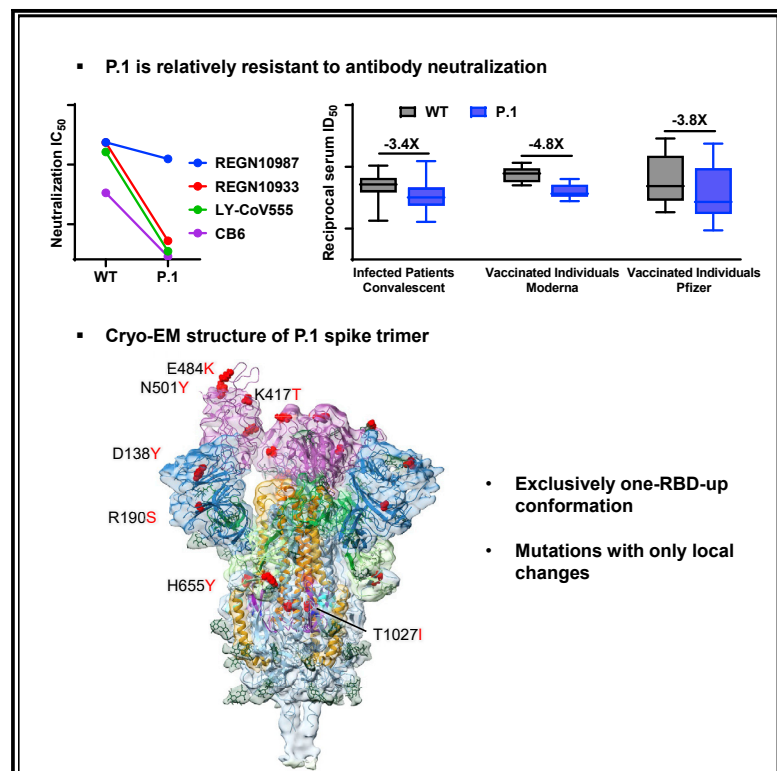 ▪ P.1 is relatively resistant to antibody neutralization
Neutralization IC50
WT
P.1
REGN10987
REGN10933
LY-CoV555
CB6
Reciprocal serum ID50
WT
P.1
-3.4X
-4.8X
-3.8X
Infected Patients
Convalescent
Vaccinated Individuals
Moderna
Vaccinated Individuals
Pfizer
▪ Cryo-EM structure of P.1 spike trimer
E484K
N501Y
K417T
D138Y
R190S
H655Y
T1027I
• Exclusively one-RBD-up
conformation
• Mutations with only local
changes